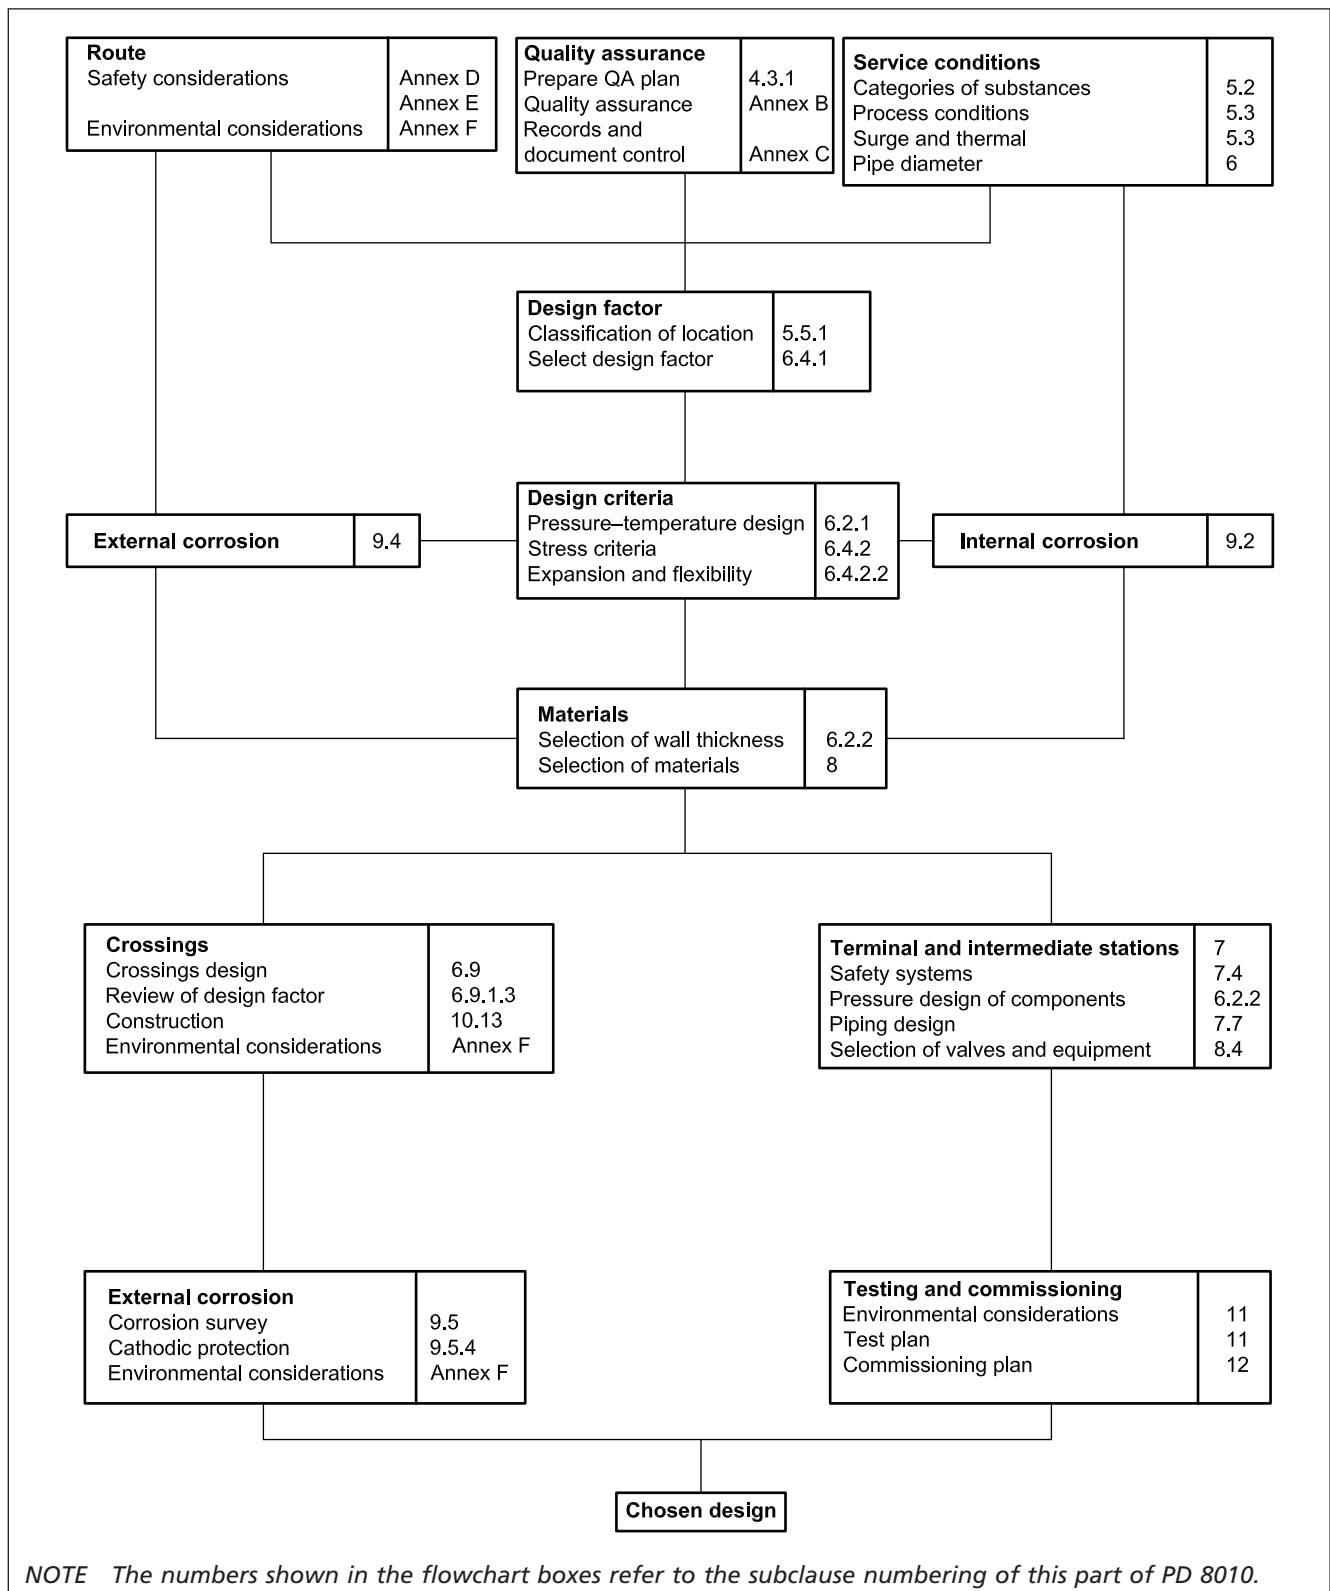 Route
Safety considerations Annex D
Annex E
Environmental considerations Annex F
Quality assurance
Prepare QA plan 4.3.1
Quality assurance Annex B
Records and
document control Annex C
Service conditions
Categories of substances 5.2
Process conditions 5.3
Surge and thermal 5.3
Pipe diameter 6
Design factor
Classification of location 5.5.1
Select design factor 6.4.1
External corrosion 9.4
Design criteria
Pressure–temperature design 6.2.1
Stress criteria 6.4.2
Expansion and flexibility 6.4.2.2
Internal corrosion 9.2
Materials
Selection of wall thickness 6.2.2
Selection of materials 8
Crossings
Crossings design 6.9
Review of design factor 6.9.1.3
Construction 10.13
Environmental considerations Annex F
Terminal and intermediate stations 7
Safety systems 7.4
Pressure design of components 6.2.2
Piping design 7.7
Selection of valves and equipment 8.4
External corrosion
Corrosion survey 9.5
Cathodic protection 9.5.4
Environmental considerations Annex F
Testing and commissioning
Environmental considerations 11
Test plan 11
Commissioning plan 12
Chosen design
NOTE The numbers shown in the flowchart boxes refer to the subclause numbering of this part of PD 8010.